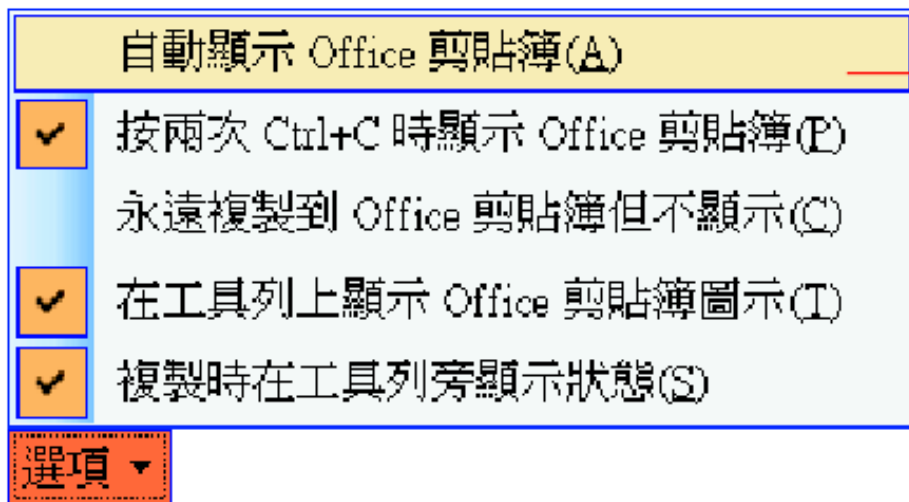 自動顯示 Office 剪貼簿(A)
按兩次 Ctrl+C 時顯示 Office 剪貼簿(P)
永遠複製到 Office 剪貼簿但不顯示(C)
在工具列上顯示 Office 剪貼簿圖示(T)
複製時在工具列旁顯示狀態(S)
選項